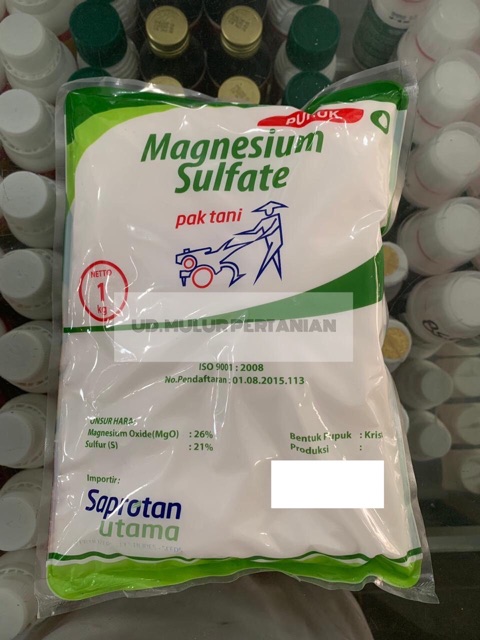 PUPUK
Magnesium
Sulfate
pak tani
NETTO
1
KG
UD.MULUR PERTANIAN
ISO 9001 : 2008
No.Pendaftaran : 01.08.2015.113
UNSUR HARA :
Magnesium Oxide(MgO) : 26%
Sulfur (S) : 21%
Bentuk Pupuk : Kris
Produksi :
Importir :
Saprotan
utama